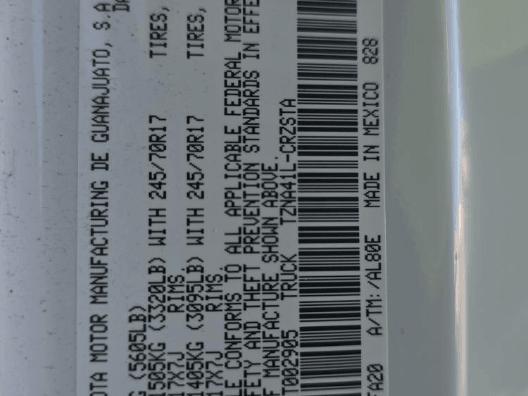 OTA MOTOR MANUFACTURING DE GUANAJUATO, S.A
DA
G (5605LB)
1505KG (3320LB) WITH 245/70R17 TIRES,
17X7J RIMS
1405KG (3095LB) WITH 245/70R17 TIRES,
17X7J RIMS.
LE CONFORMS TO ALL APPLICABLE FEDERAL MOTOR
FETY AND THEFT PREVENTION STANDARDS IN EFFE
F MANUFACTURE SHOWN ABOVE.
T002905 TRUCK TZNA41L-CRZSTA
FA20 A/TM:/AL80E MADE IN MEXICO 828